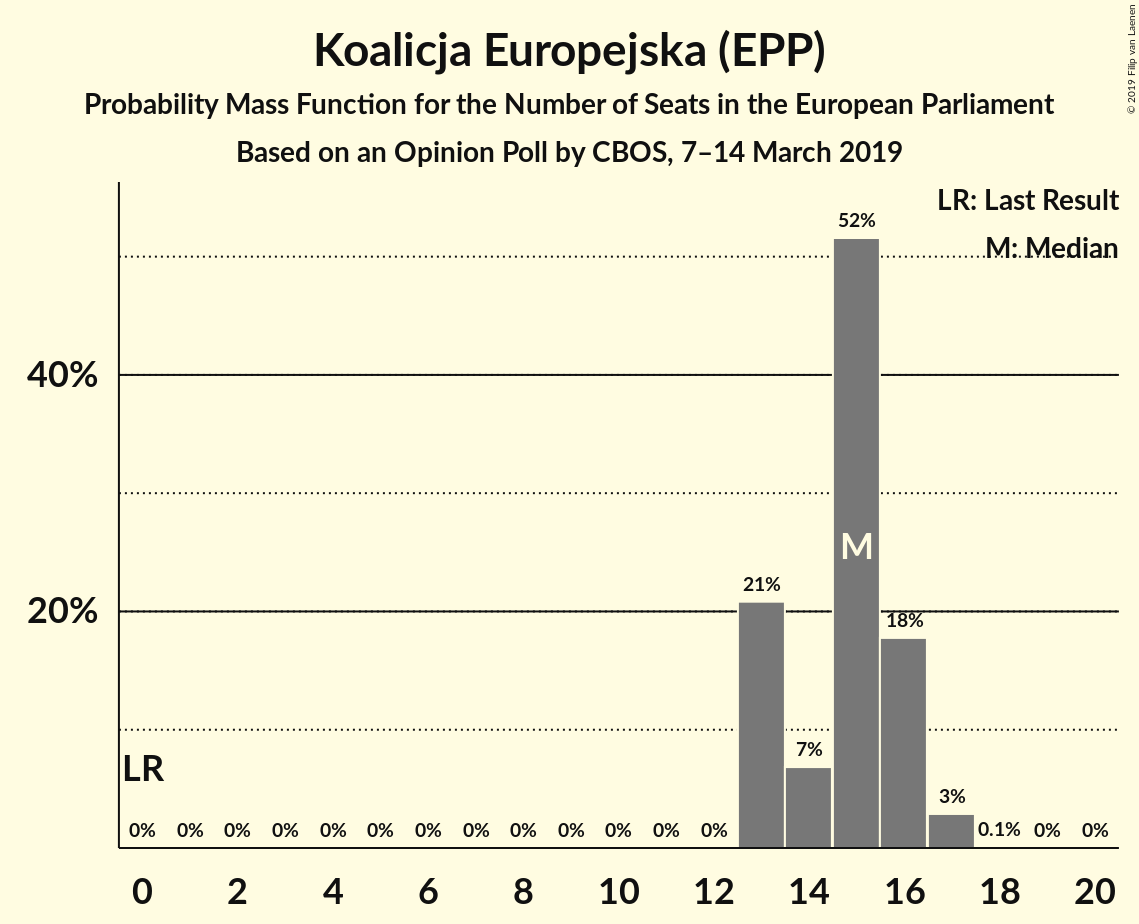 Koalicja Europejska (EPP)
Probability Mass Function for the Number of Seats in the European Parliament
Based on an Opinion Poll by CBOS, 7–14 March 2019
© 2019 Filip van Laenen
LR: Last Result
M: Median
52%
40%
M
21%
20%
18%
7%
LR
3%
0% 0% 0% 0% 0% 0% 0% 0% 0% 0% 0% 0% 0% 0.1% 0% 0%
0 2 4 6 8 10 12 14 16 18 20